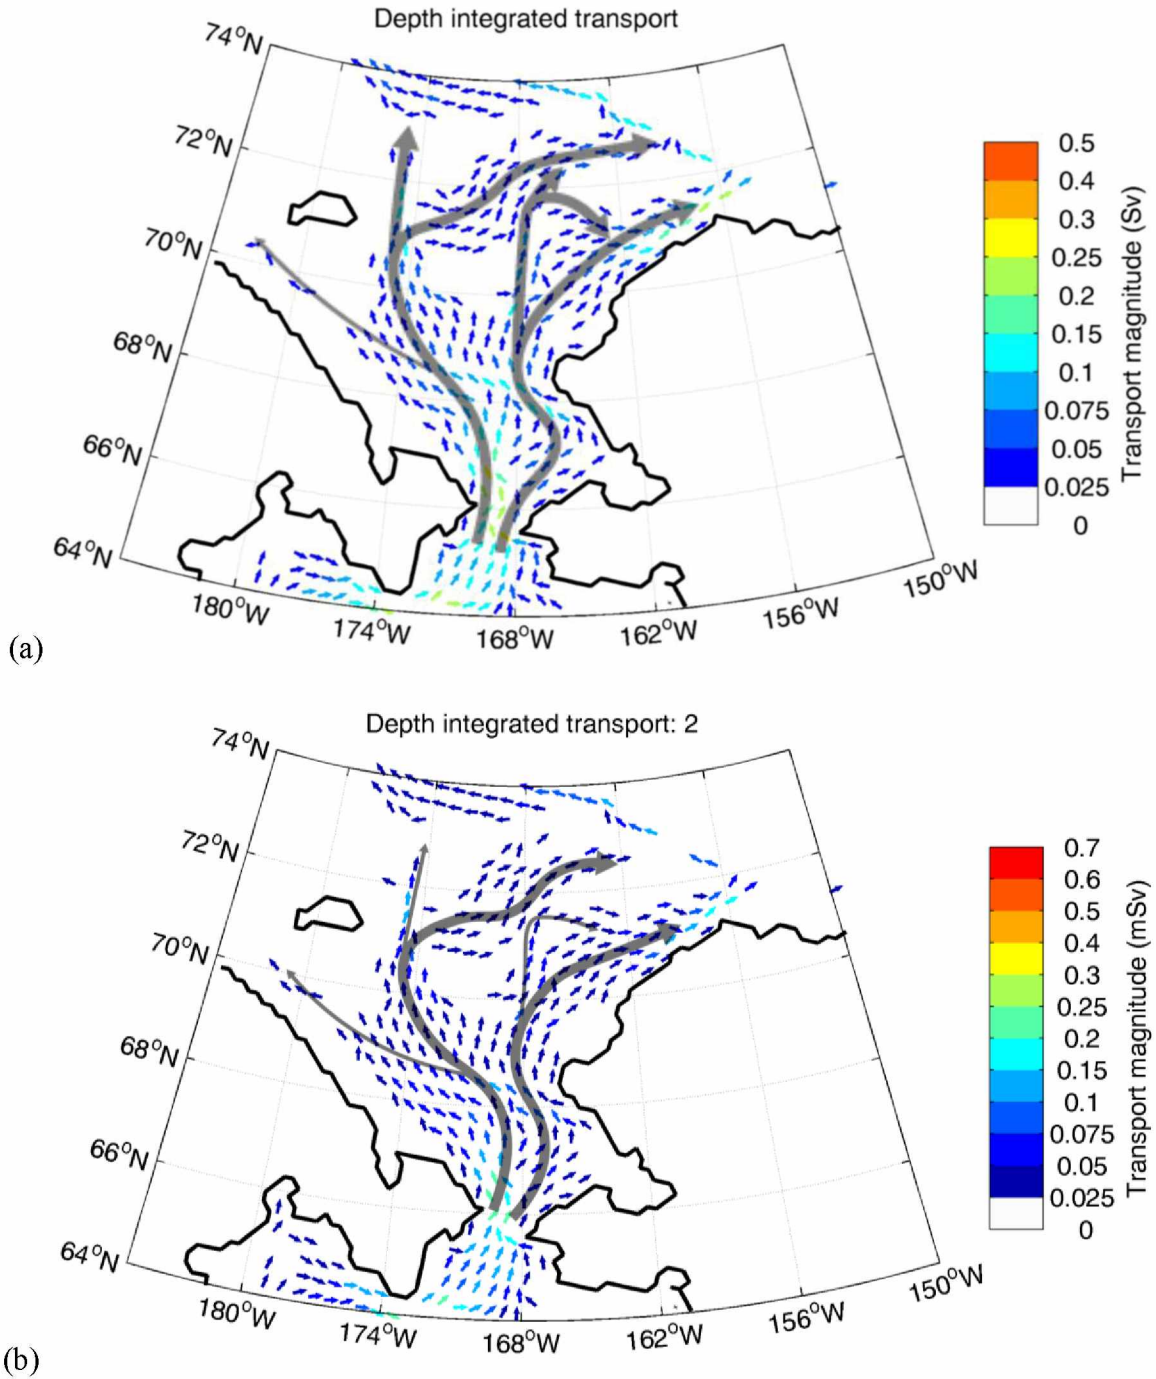 Depth integrated transport
74°N
72°N
70°N
68°N
66°N
64°N
180°W
174°W
168°W
162°W
156°W
150°W
0.5
0.4
0.3
0.25
0.2
0.15
0.1
0.075
0.05
0.025
0
Transport magnitude (Sv)
(a)
Depth integrated transport: 2
74°N
72°N
70°N
68°N
66°N
64°N
180°W
174°W
168°W
162°W
156°W
150°W
0.7
0.6
0.5
0.4
0.3
0.25
0.2
0.15
0.1
0.075
0.05
0.025
0
Transport magnitude (mSv)
(b)